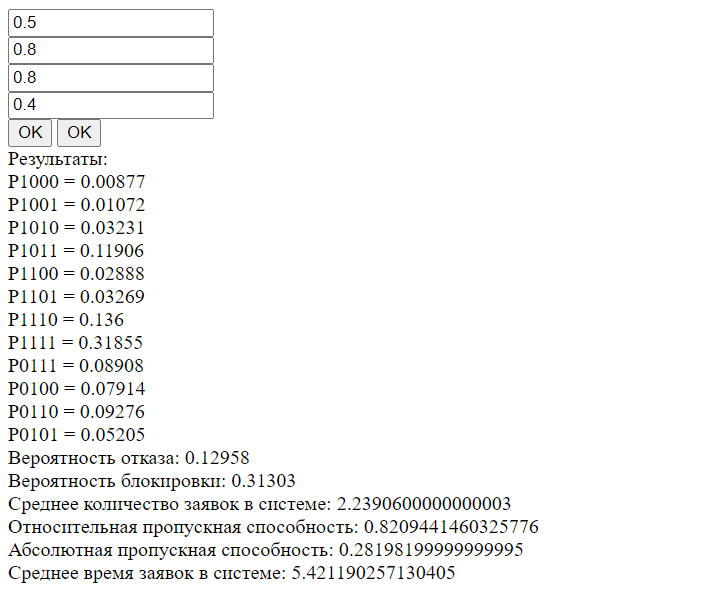 0.5
0.8
0.8
0.4
OK OK
Результаты:
P1000 = 0.00877
P1001 = 0.01072
P1010 = 0.03231
P1011 = 0.11906
P1100 = 0.02888
P1101 = 0.03269
P1110 = 0.136
P1111 = 0.31855
P0111 = 0.08908
P0100 = 0.07914
P0110 = 0.09276
P0101 = 0.05205
Вероятность отказа: 0.12958
Вероятность блокировки: 0.31303
Среднее количество заявок в системе: 2.2390600000000003
Относительная пропускная способность: 0.8209441460325776
Абсолютная пропускная способность: 0.28198199999999995
Среднее время заявок в системе: 5.421190257130405